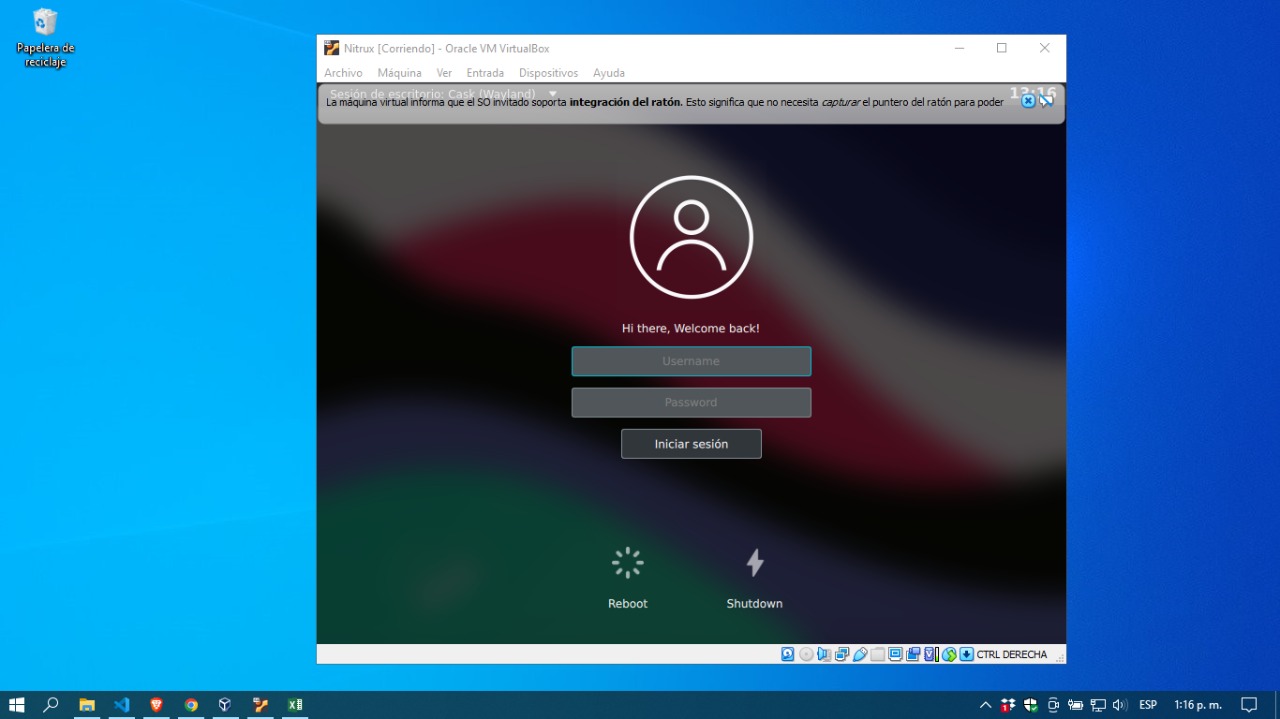 Papelera de
reciclaje
Nitrux [Corriendo] - Oracle VM VirtualBox
Archivo Máquina Ver Entrada Dispositivos Ayuda
Sesión de escritorio: Cask (Wayland)
13:16
La máquina virtual informa que el SO invitado soporta integración del ratón. Esto significa que no necesita capturar el puntero del ratón para poder
Hi there, Welcome back!
Username
Password
Iniciar sesión
Reboot Shutdown
CTRL DERECHA
ESP 1:16 p. m.